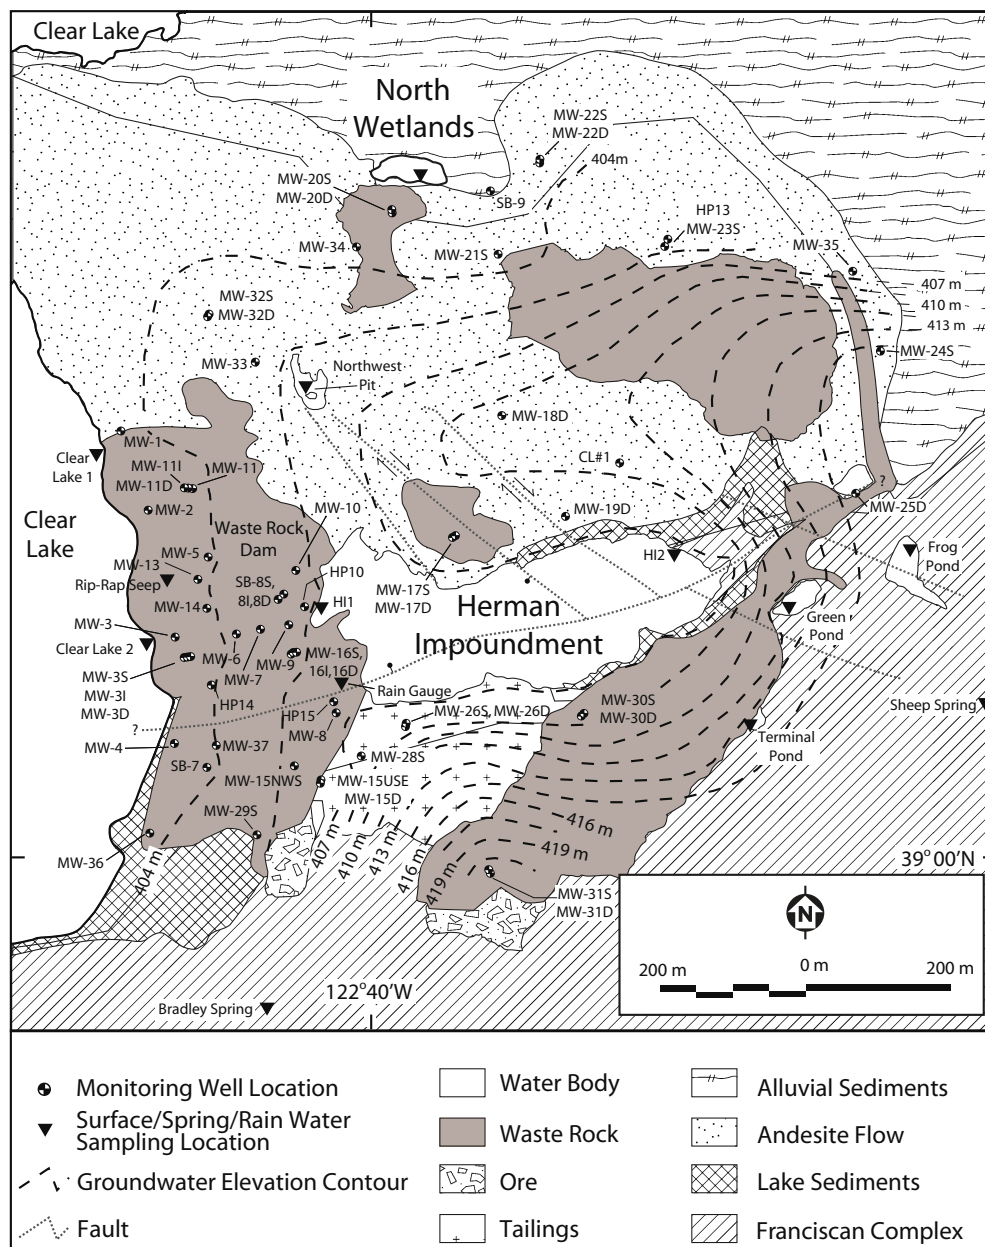 Clear Lake
North
Wetlands
MW-22S
MW-22D
404m
MW-20S
MW-20D
SB-9
HP13
MW-23S
MW-34
MW-21S
MW-35
407 m
410 m
413 m
MW-32S
MW-32D
MW-33
Northwest
Pit
MW-24S
MW-18D
MW-1
Clear
Lake 1
MW-11I
MW-11D
MW-11
CL#1
MW-2
MW-10
MW-19D
?
MW-25D
Clear
Lake
Waste Rock
Dam
MW-5
MW-13
HP10
HI2
Frog
Pond
Rip-Rap Seep
SB-8S,
8I,8D
MW-17S
MW-17D
MW-14
HI1
Herman
Impoundment
Green
Pond
MW-3
Clear Lake 2
MW-6
MW-9
MW-16S,
16I,16D
MW-7
MW-3S
MW-3I
MW-3D
HP14
Rain Gauge
MW-30S
MW-30D
Sheep Spring
HP15
MW-26S, MW-26D
?
MW-8
Terminal
Pond
MW-4
MW-37
MW-28S
SB-7
MW-15NWS
MW-15USE
MW-15D
MW-29S
416 m
419 m
MW-36
404 m
407 m
410 m
413 m
416 m
419 m
39°00'N
MW-31S
MW-31D
N
200 m
0 m
200 m
122°40'W
Bradley Spring
Monitoring Well Location
Surface/Spring/Rain Water
Sampling Location
Groundwater Elevation Contour
Fault
Water Body
Waste Rock
Ore
Tailings
Alluvial Sediments
Andesite Flow
Lake Sediments
Franciscan Complex